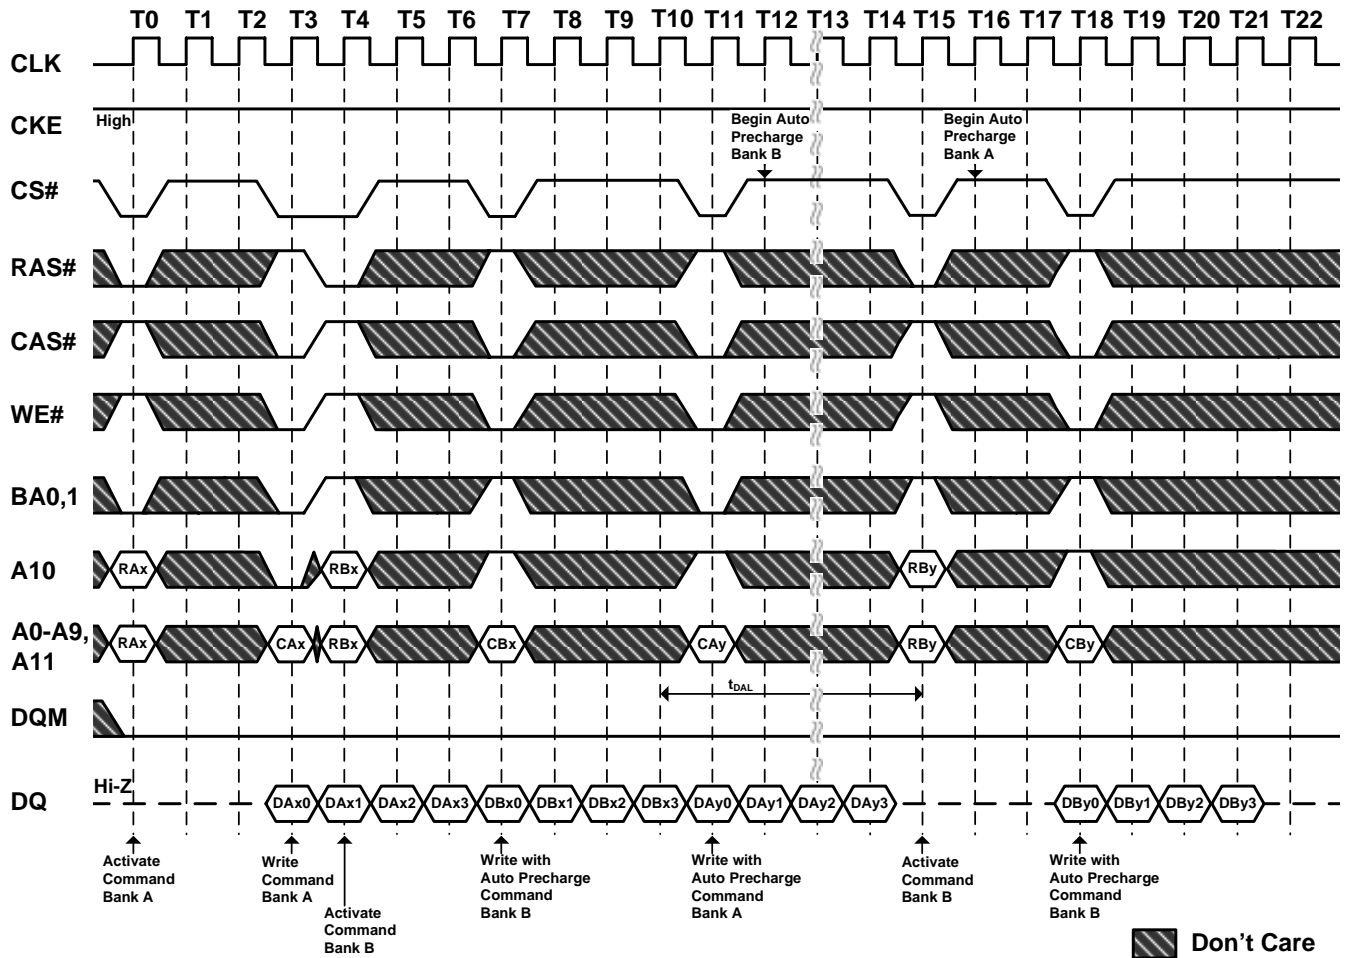 T0 T1 T2 T3 T4 T5 T6 T7 T8 T9 T10 T11 T12 T13 T14 T15 T16 T17 T18 T19 T20 T21 T22
CLK
CKE
High
Begin Auto
Precharge
Bank B
Begin Auto
Precharge
Bank A
CS#
RAS#
CAS#
WE#
BA0,1
A10
RAx RBx RBy
A0-A9,
A11
RAx CAx RBx CBx CAy RBy CBy
tDAL
DQM
Hi-Z
DQ
DAx0 DAx1 DAx2 DAx3 DBx0 DBx1 DBx2 DBx3 DAy0 DAy1 DAy2 DAy3 DBy0 DBy1 DBy2 DBy3
Activate
Command
Bank A
Write
Command
Bank A
Activate
Command
Bank B
Write with
Auto Precharge
Command
Bank B
Write with
Auto Precharge
Command
Bank A
Activate
Command
Bank B
Write with
Auto Precharge
Command
Bank B
Don't Care